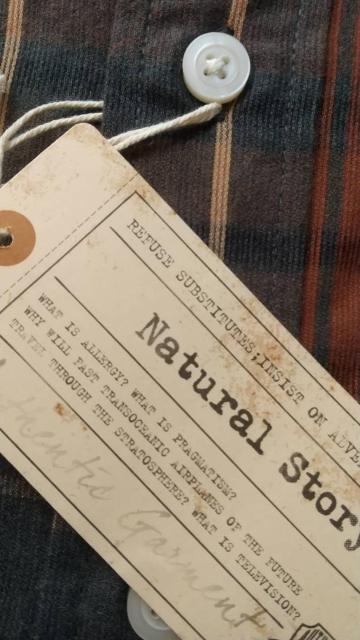 REFUSE SUBSTITUTES;INSIST ON
Natural Story
WHAT IS ALLERGY? WHAT IS PRAGMATISM?
WHY WILL FAST TRANSOCEANIC AIRPLANES OF THE FUTURE
TRAVEL THROUGH THE STRATOSPHERE? WHAT IS TELEVISION?
Garment